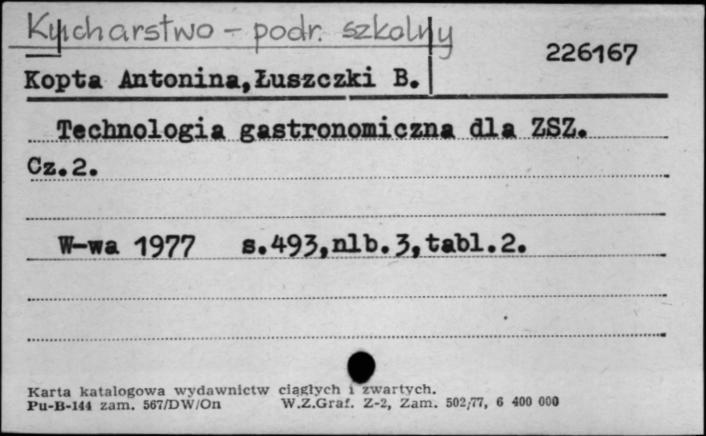 Kucharstwo - podr. szkolny
226167
Kopta Antonina,Łuszczki B.
Technologia gastronomiczna dla ZSZ.
Cz.2.
W-wa 1977 s.493,nlb.3,tabl.2.
Karta katalogowa wydawnictw ciągłych i zwartych.
Pu-B-144 zam. 567/DW/On W.Z.Graf. Z-2, Zam. 502/77, 6 400 000